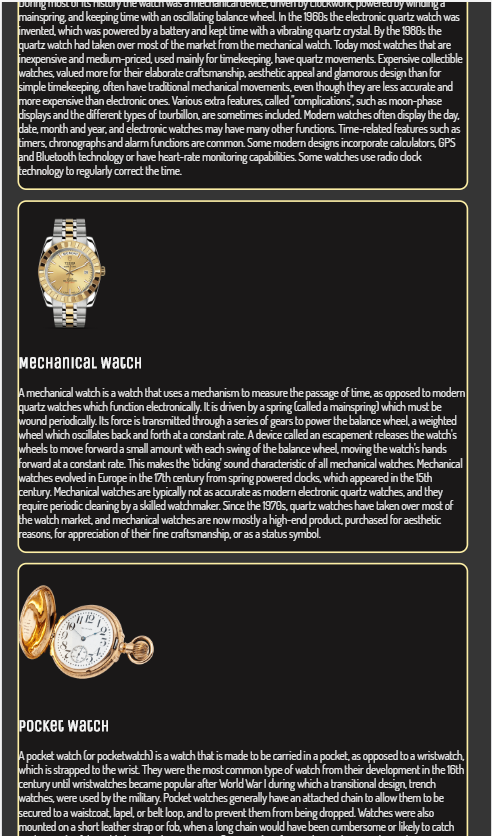 During most of its history the watch was a mechanical device, driven by clockwork, powered by winding a
mainspring, and keeping time with an oscillating balance wheel. In the 1960s the electronic quartz watch was
invented, which was powered by a battery and kept time with a vibrating quartz crystal. By the 1980s the
quartz watch had taken over most of the market from the mechanical watch. Today most watches that are
inexpensive and medium-priced, used mainly for timekeeping, have quartz movements. Expensive collectible
watches, valued more for their elaborate craftsmanship, aesthetic appeal and glamorous design than for
simple timekeeping, often have traditional mechanical movements, even though they are less accurate and
more expensive than electronic ones. Various extra features, called "complications", such as moon-phase
displays and the different types of tourbillon, are sometimes included. Modern watches often display the day,
date, month and year, and electronic watches may have many other functions. Time-related features such as
timers, chronographs and alarm functions are common. Some modern designs incorporate calculators, GPS
and Bluetooth technology or have heart-rate monitoring capabilities. Some watches use radio clock
technology to regularly correct the time.
Mechanical Watch
A mechanical watch is a watch that uses a mechanism to measure the passage of time, as opposed to modern
quartz watches which function electronically. It is driven by a spring (called a mainspring) which must be
wound periodically. Its force is transmitted through a series of gears to power the balance wheel, a weighted
wheel which oscillates back and forth at a constant rate. A device called an escapement releases the watch's
wheels to move forward a small amount with each swing of the balance wheel, moving the watch's hands
forward at a constant rate. This makes the 'ticking' sound characteristic of all mechanical watches. Mechanical
watches evolved in Europe in the 17th century from spring powered clocks, which appeared in the 15th
century. Mechanical watches are typically not as accurate as modern electronic quartz watches, and they
require periodic cleaning by a skilled watchmaker. Since the 1970s, quartz watches have taken over most of
the watch market, and mechanical watches are now mostly a high-end product, purchased for aesthetic
reasons, for appreciation of their fine craftsmanship, or as a status symbol.
Pocket Watch
A pocket watch (or pocketwatch) is a watch that is made to be carried in a pocket, as opposed to a wristwatch,
which is strapped to the wrist. They were the most common type of watch from their development in the 16th
century until wristwatches became popular after World War I during which a transitional design, trench
watches, were used by the military. Pocket watches generally have an attached chain to allow them to be
secured to a waistcoat, lapel, or belt loop, and to prevent them from being dropped. Watches were also
mounted on a short leather strap or fob, when a long chain would have been cumbersome or likely to catch